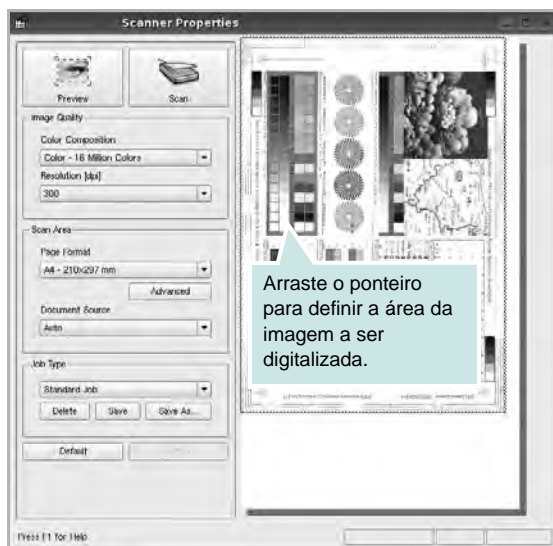 Scanner Properties
Preview
Scan
Image Quality
Color Composition
Color - 16 Million Colors
Resolution [dpi]
300
Scan Area
Page Format
A4 - 210x297 mm
Advanced
Document Source
Auto
Job Type
Standard Job
Delete
Save
Save As...
Default
Press F1 for Help
Arraste o ponteiro
para definir a área da
imagem a ser
digitalizada.